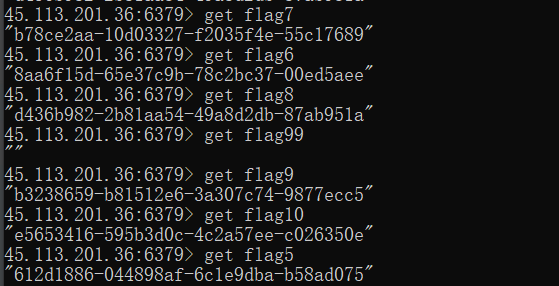 45.113.201.36:6379> get flag7
"b78ce2aa-10d03327-f2035f4e-55c17689"
45.113.201.36:6379> get flag6
"8aa6f15d-65e37c9b-78c2bc37-00ed5aee"
45.113.201.36:6379> get flag8
"d436b982-2b81aa54-49a8d2db-87ab951a"
45.113.201.36:6379> get flag99
""
45.113.201.36:6379> get flag9
"b3238659-b81512e6-3a307c74-9877ecc5"
45.113.201.36:6379> get flag10
"e5653416-595b3d0c-4c2a57ee-c026350e"
45.113.201.36:6379> get flag5
"612d1886-044898af-6c1e9dba-b58ad075"